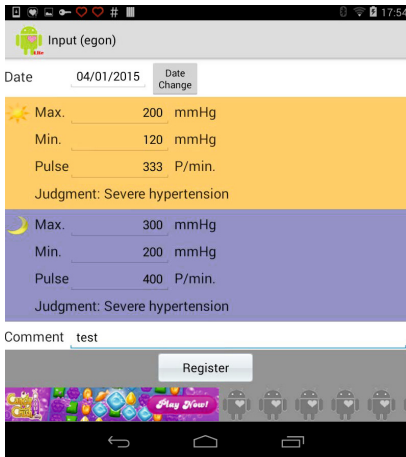 # 17:54
Input (egon)
Lite
Date 04/01/2015 Date Change
Max. 200 mmHg
Min. 120 mmHg
Pulse 333 P/min.
Judgment: Severe hypertension
Max. 300 mmHg
Min. 200 mmHg
Pulse 400 P/min.
Judgment: Severe hypertension
Comment test
Register
Play Now!